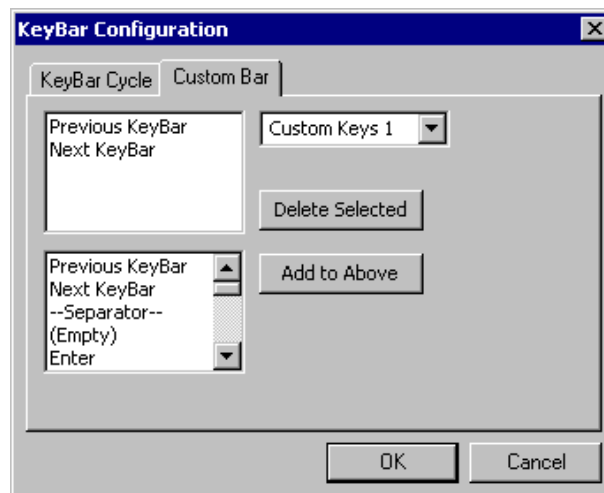 KeyBar Configuration
KeyBar Cycle
Custom Bar
Previous KeyBar
Next KeyBar
Custom Keys 1
Delete Selected
Previous KeyBar
Next KeyBar
--Separator--
(Empty)
Enter
Add to Above
OK
Cancel